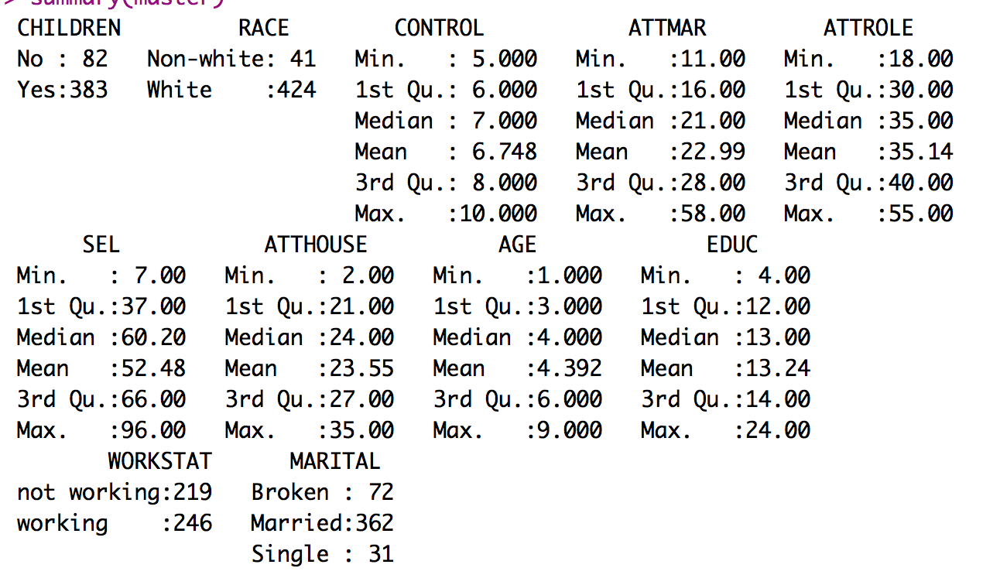 > summary(master)
CHILDREN RACE CONTROL ATTMAR ATTROLE
No : 82 Non-white: 41 Min. : 5.000 Min. :11.00 Min. :18.00
Yes:383 White :424 1st Qu.: 6.000 1st Qu.:16.00 1st Qu.:30.00
Median : 7.000 Median :21.00 Median :35.00
Mean : 6.748 Mean :22.99 Mean :35.14
3rd Qu.: 8.000 3rd Qu.:28.00 3rd Qu.:40.00
Max. :10.000 Max. :58.00 Max. :55.00
SEL ATTHOUSE AGE EDUC
Min. : 7.00 Min. : 2.00 Min. :1.000 Min. : 4.00
1st Qu.:37.00 1st Qu.:21.00 1st Qu.:3.000 1st Qu.:12.00
Median :60.20 Median :24.00 Median :4.000 Median :13.00
Mean :52.48 Mean :23.55 Mean :4.392 Mean :13.24
3rd Qu.:66.00 3rd Qu.:27.00 3rd Qu.:6.000 3rd Qu.:14.00
Max. :96.00 Max. :35.00 Max. :9.000 Max. :24.00
WORKSTAT MARITAL
not working:219 Broken : 72
working :246 Married:362
Single : 31